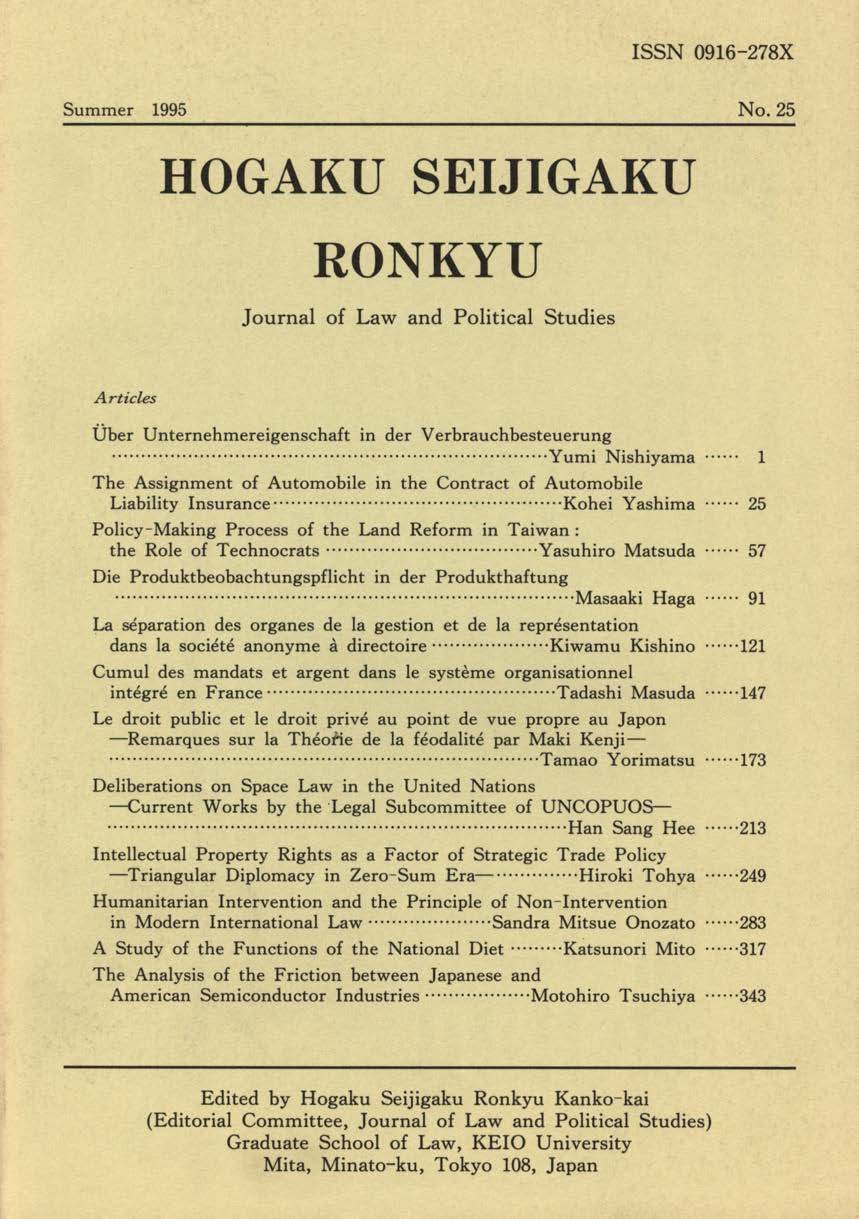 ISSN 0916-278X
Summer 1995 No. 25
HOGAKU SEIJIGAKU
RONKYU
Journal of Law and Political Studies
Articles
Über Unternehmereigenschaft in der Verbrauchbesteuerung
⋯⋯Yumi Nishiyama ⋯⋯ 1
The Assignment of Automobile in the Contract of Automobile
Liability Insurance⋯⋯Kohei Yashima ⋯⋯ 25
Policy-Making Process of the Land Reform in Taiwan :
the Role of Technocrats ⋯⋯Yasuhiro Matsuda ⋯⋯ 57
Die Produktbeobachtungspflicht in der Produkthaftung
⋯⋯Masaaki Haga ⋯⋯ 91
La séparation des organes de la gestion et de la représentation
dans la société anonyme à directoire ⋯⋯Kiwamu Kishino ⋯⋯121
Cumul des mandats et argent dans le système organisationnel
intégré en France⋯⋯Tadashi Masuda ⋯⋯147
Le droit public et le droit privé au point de vue propre au Japon
—Remarques sur la Théorie de la féodalité par Maki Kenji—
⋯⋯Tamao Yorimatsu ⋯⋯173
Deliberations on Space Law in the United Nations
—Current Works by the Legal Subcommittee of UNCOPUOS—
⋯⋯Han Sang Hee ⋯⋯213
Intellectual Property Rights as a Factor of Strategic Trade Policy
—Triangular Diplomacy in Zero-Sum Era—⋯⋯Hiroki Tohya ⋯⋯249
Humanitarian Intervention and the Principle of Non-Intervention
in Modern International Law ⋯⋯Sandra Mitsue Onozato ⋯⋯283
A Study of the Functions of the National Diet ⋯⋯Katsunori Mito ⋯⋯317
The Analysis of the Friction between Japanese and
American Semiconductor Industries ⋯⋯Motohiro Tsuchiya ⋯⋯343
Edited by Hogaku Seijigaku Ronkyu Kanko-kai
(Editorial Committee, Journal of Law and Political Studies)
Graduate School of Law, KEIO University
Mita, Minato-ku, Tokyo 108, Japan